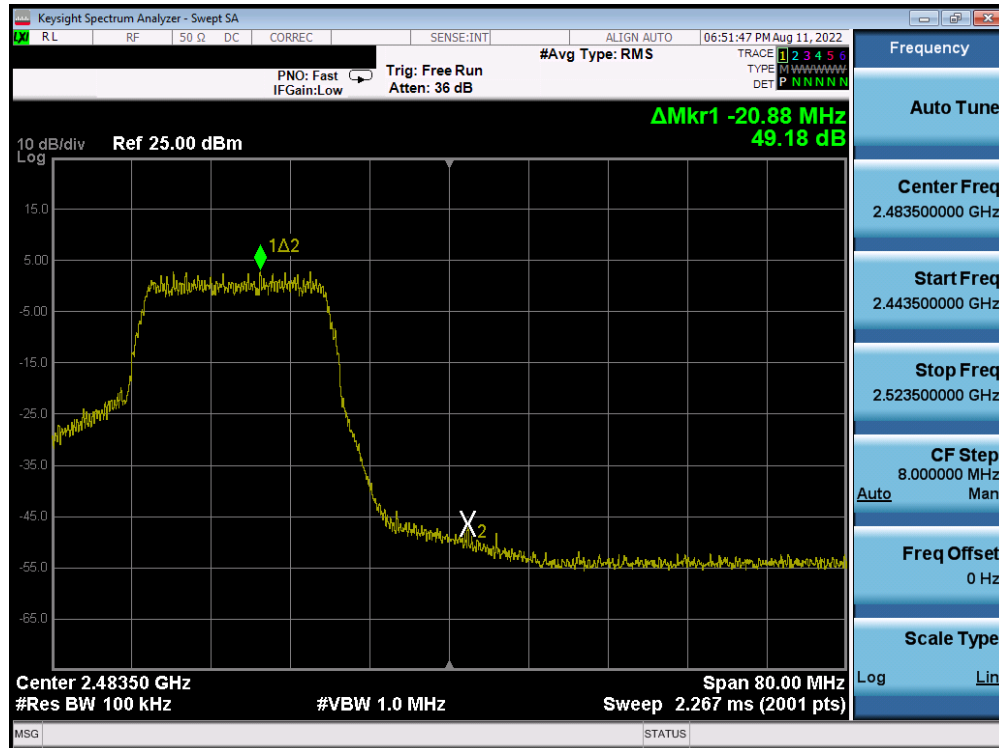 Keysight Spectrum Analyzer - Swept SA
LXI RL RF 50 Ω DC CORREC SENSE:INT ALIGN AUTO 06:51:47 PM Aug 11, 2022
Frequency
PNO: Fast Trig: Free Run #Avg Type: RMS TRACE 1 2 3 4 5 6
IFGain:Low Atten: 36 dB TYPE M WWWWW
DET P N N N N N
Auto Tune
ΔMkr1 -20.88 MHz
49.18 dB
10 dB/div Ref 25.00 dBm
Log
15.0
5.00
-5.00
-15.0
-25.0
-35.0
-45.0
-55.0
-65.0
1Δ2
X2
Center 2.48350 GHz Span 80.00 MHz
#Res BW 100 kHz #VBW 1.0 MHz Sweep 2.267 ms (2001 pts)
Center Freq
2.483500000 GHz
Start Freq
2.443500000 GHz
Stop Freq
2.523500000 GHz
CF Step
8.000000 MHz
Auto Man
Freq Offset
0 Hz
Scale Type
Log Lin
MSG STATUS